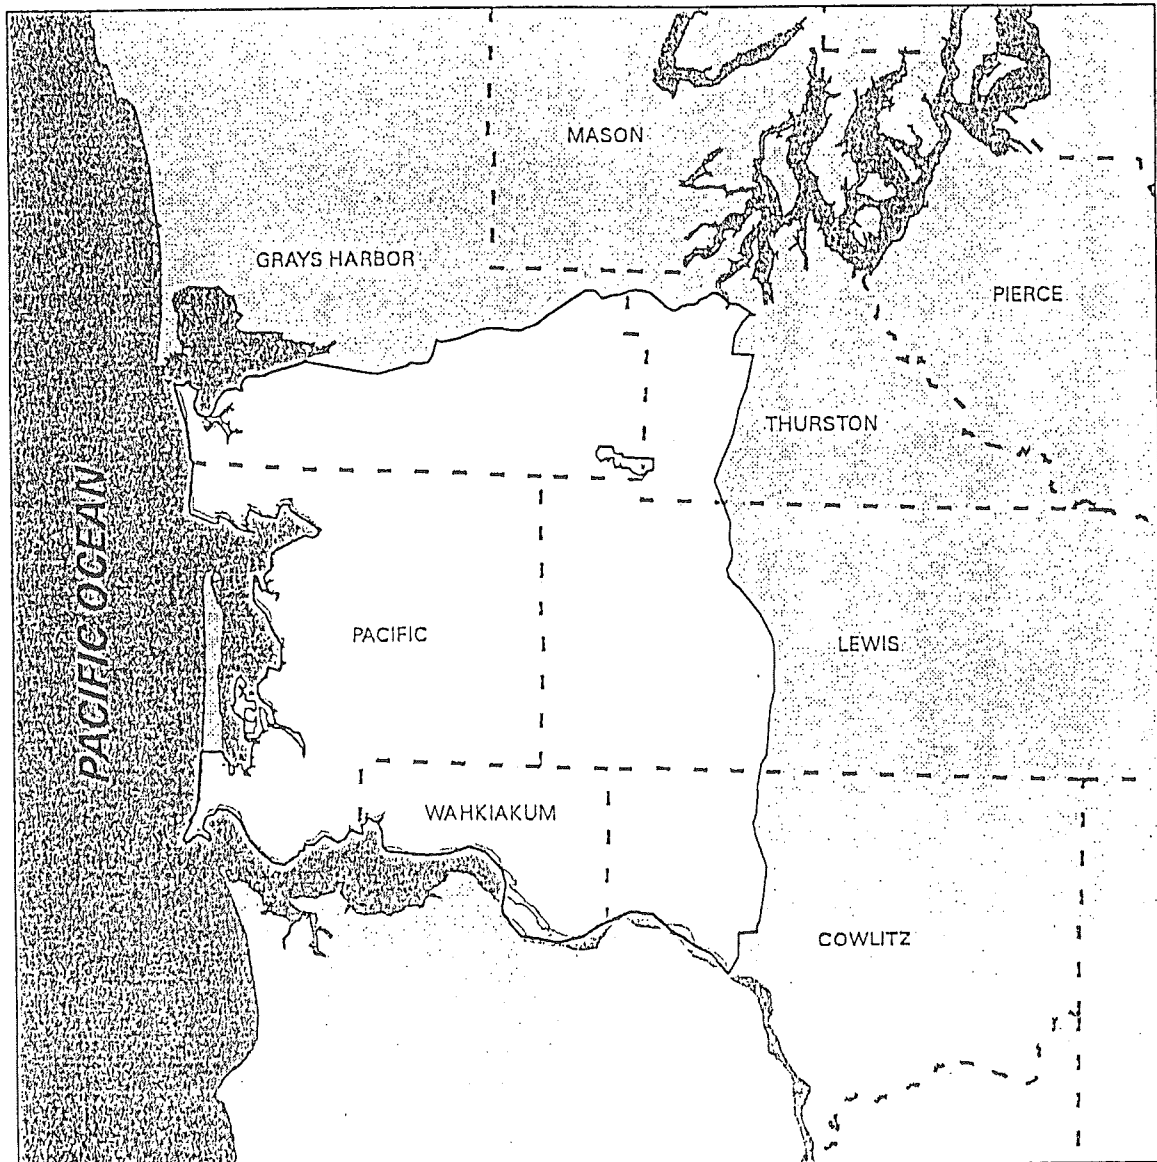 MASON
GRAYS HARBOR
PIERCE
THURSTON
PACIFIC OCEAN
PACIFIC
LEWIS
WAHKIAKUM
COWLITZ